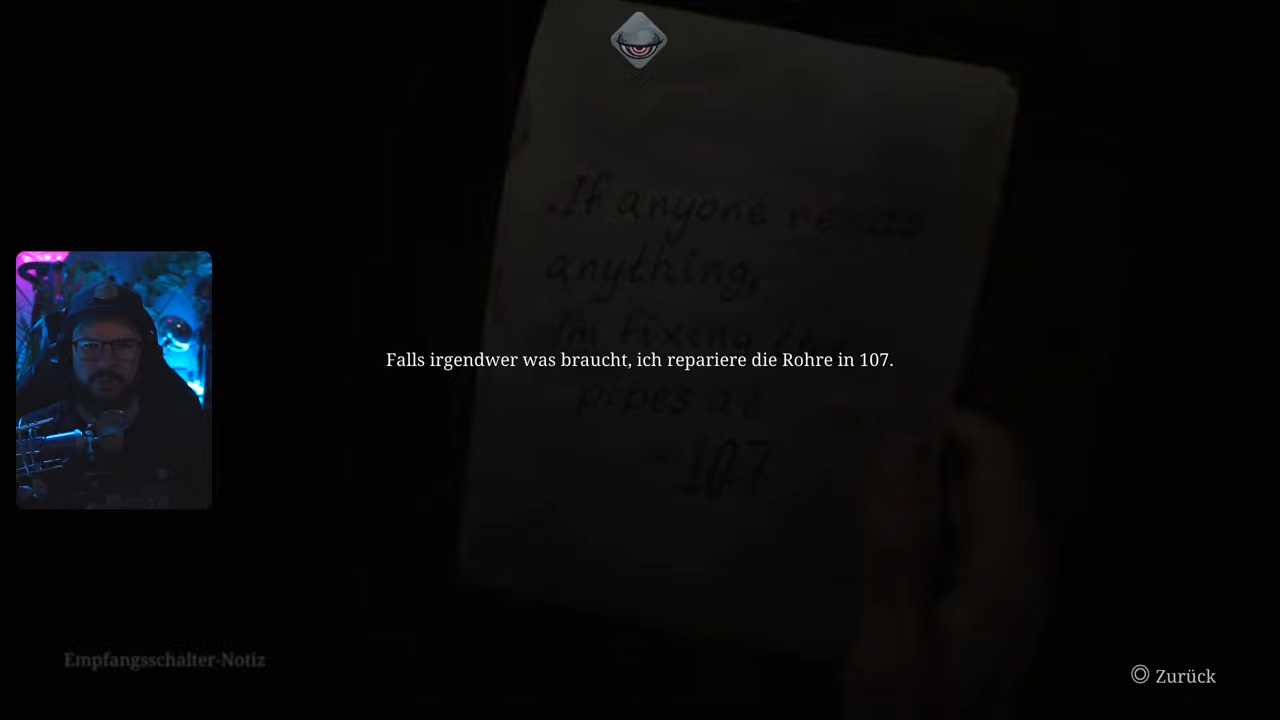 If anyone needs
anything,
Falls irgendwer was braucht, ich repariere die Rohre in 107.
I'm fixing the
pipes at
107
Empfangsschalter-Notiz
Zurück